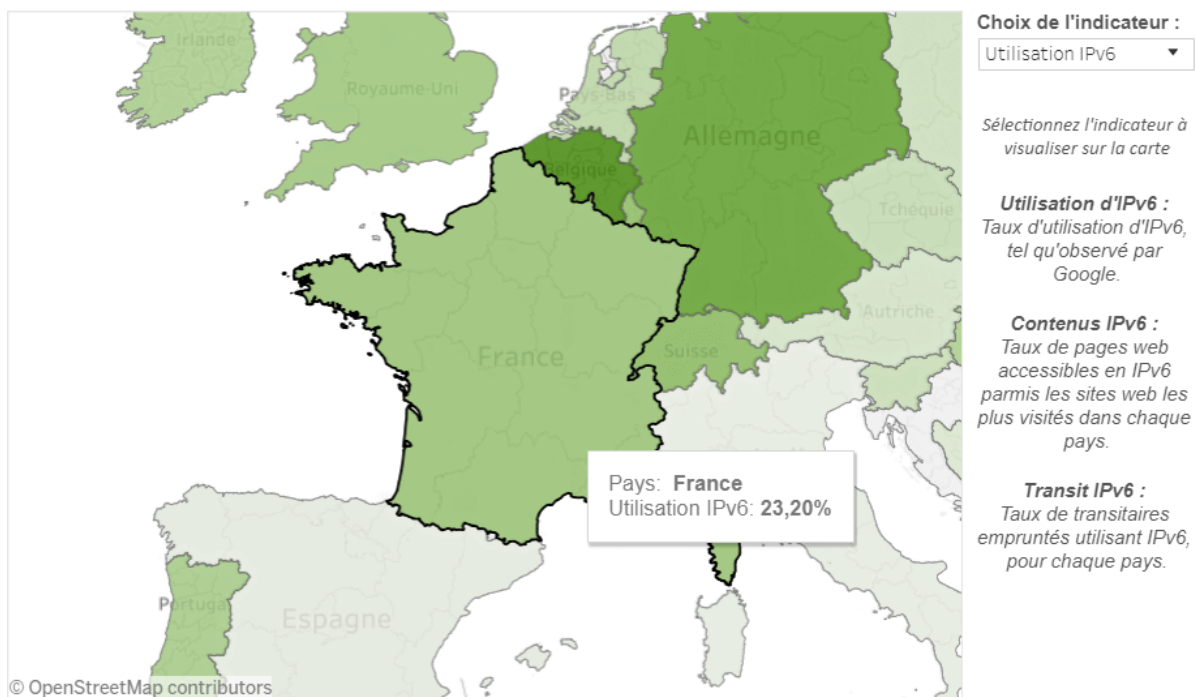 Choix de l'indicateur :
Utilisation IPv6
Sélectionnez l'indicateur à
visualiser sur la carte
Utilisation d'IPv6 :
Taux d'utilisation d'IPv6,
tel qu'observé par
Google.
Contenus IPv6 :
Taux de pages web
accessibles en IPv6
parmis les sites web les
plus visités dans chaque
pays.
Transit IPv6 :
Taux de transitaires
empruntés utilisant IPv6,
pour chaque pays.
Irlande
Royaume-Uni
Pays-Bas
Allemagne
Belgique
Tchéquie
Autriche
France
Suisse
Pays: France
Utilisation IPv6: 23,20%
Portugal
Espagne
© OpenStreetMap contributors